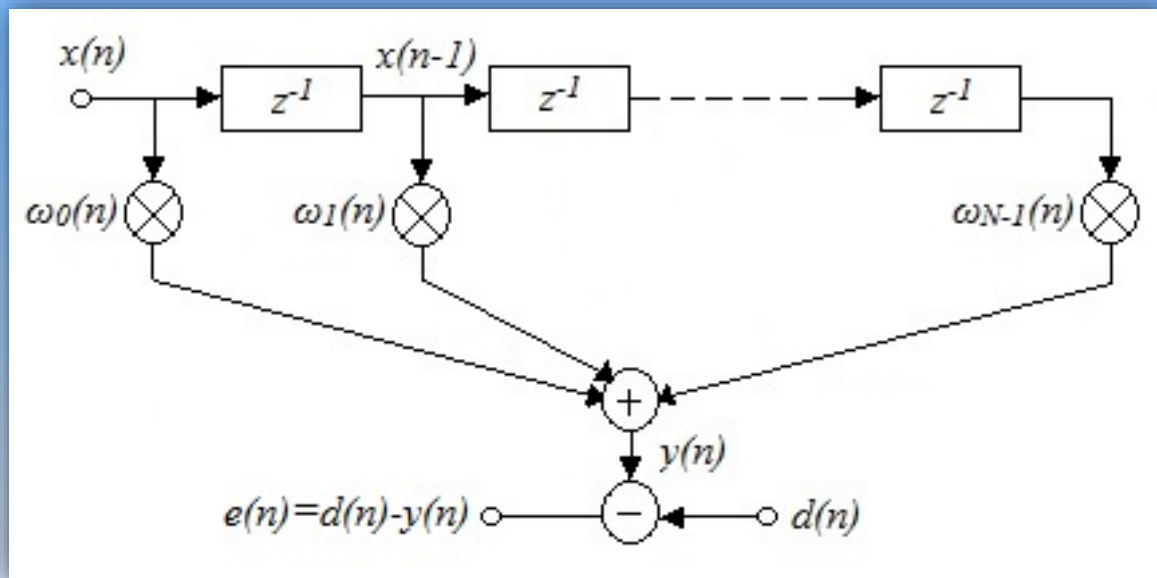 x(n)
x(n-1)
z⁻¹
z⁻¹
z⁻¹
ω0(n)
ω1(n)
ωN-1(n)
+
y(n)
e(n)=d(n)-y(n)
−
d(n)